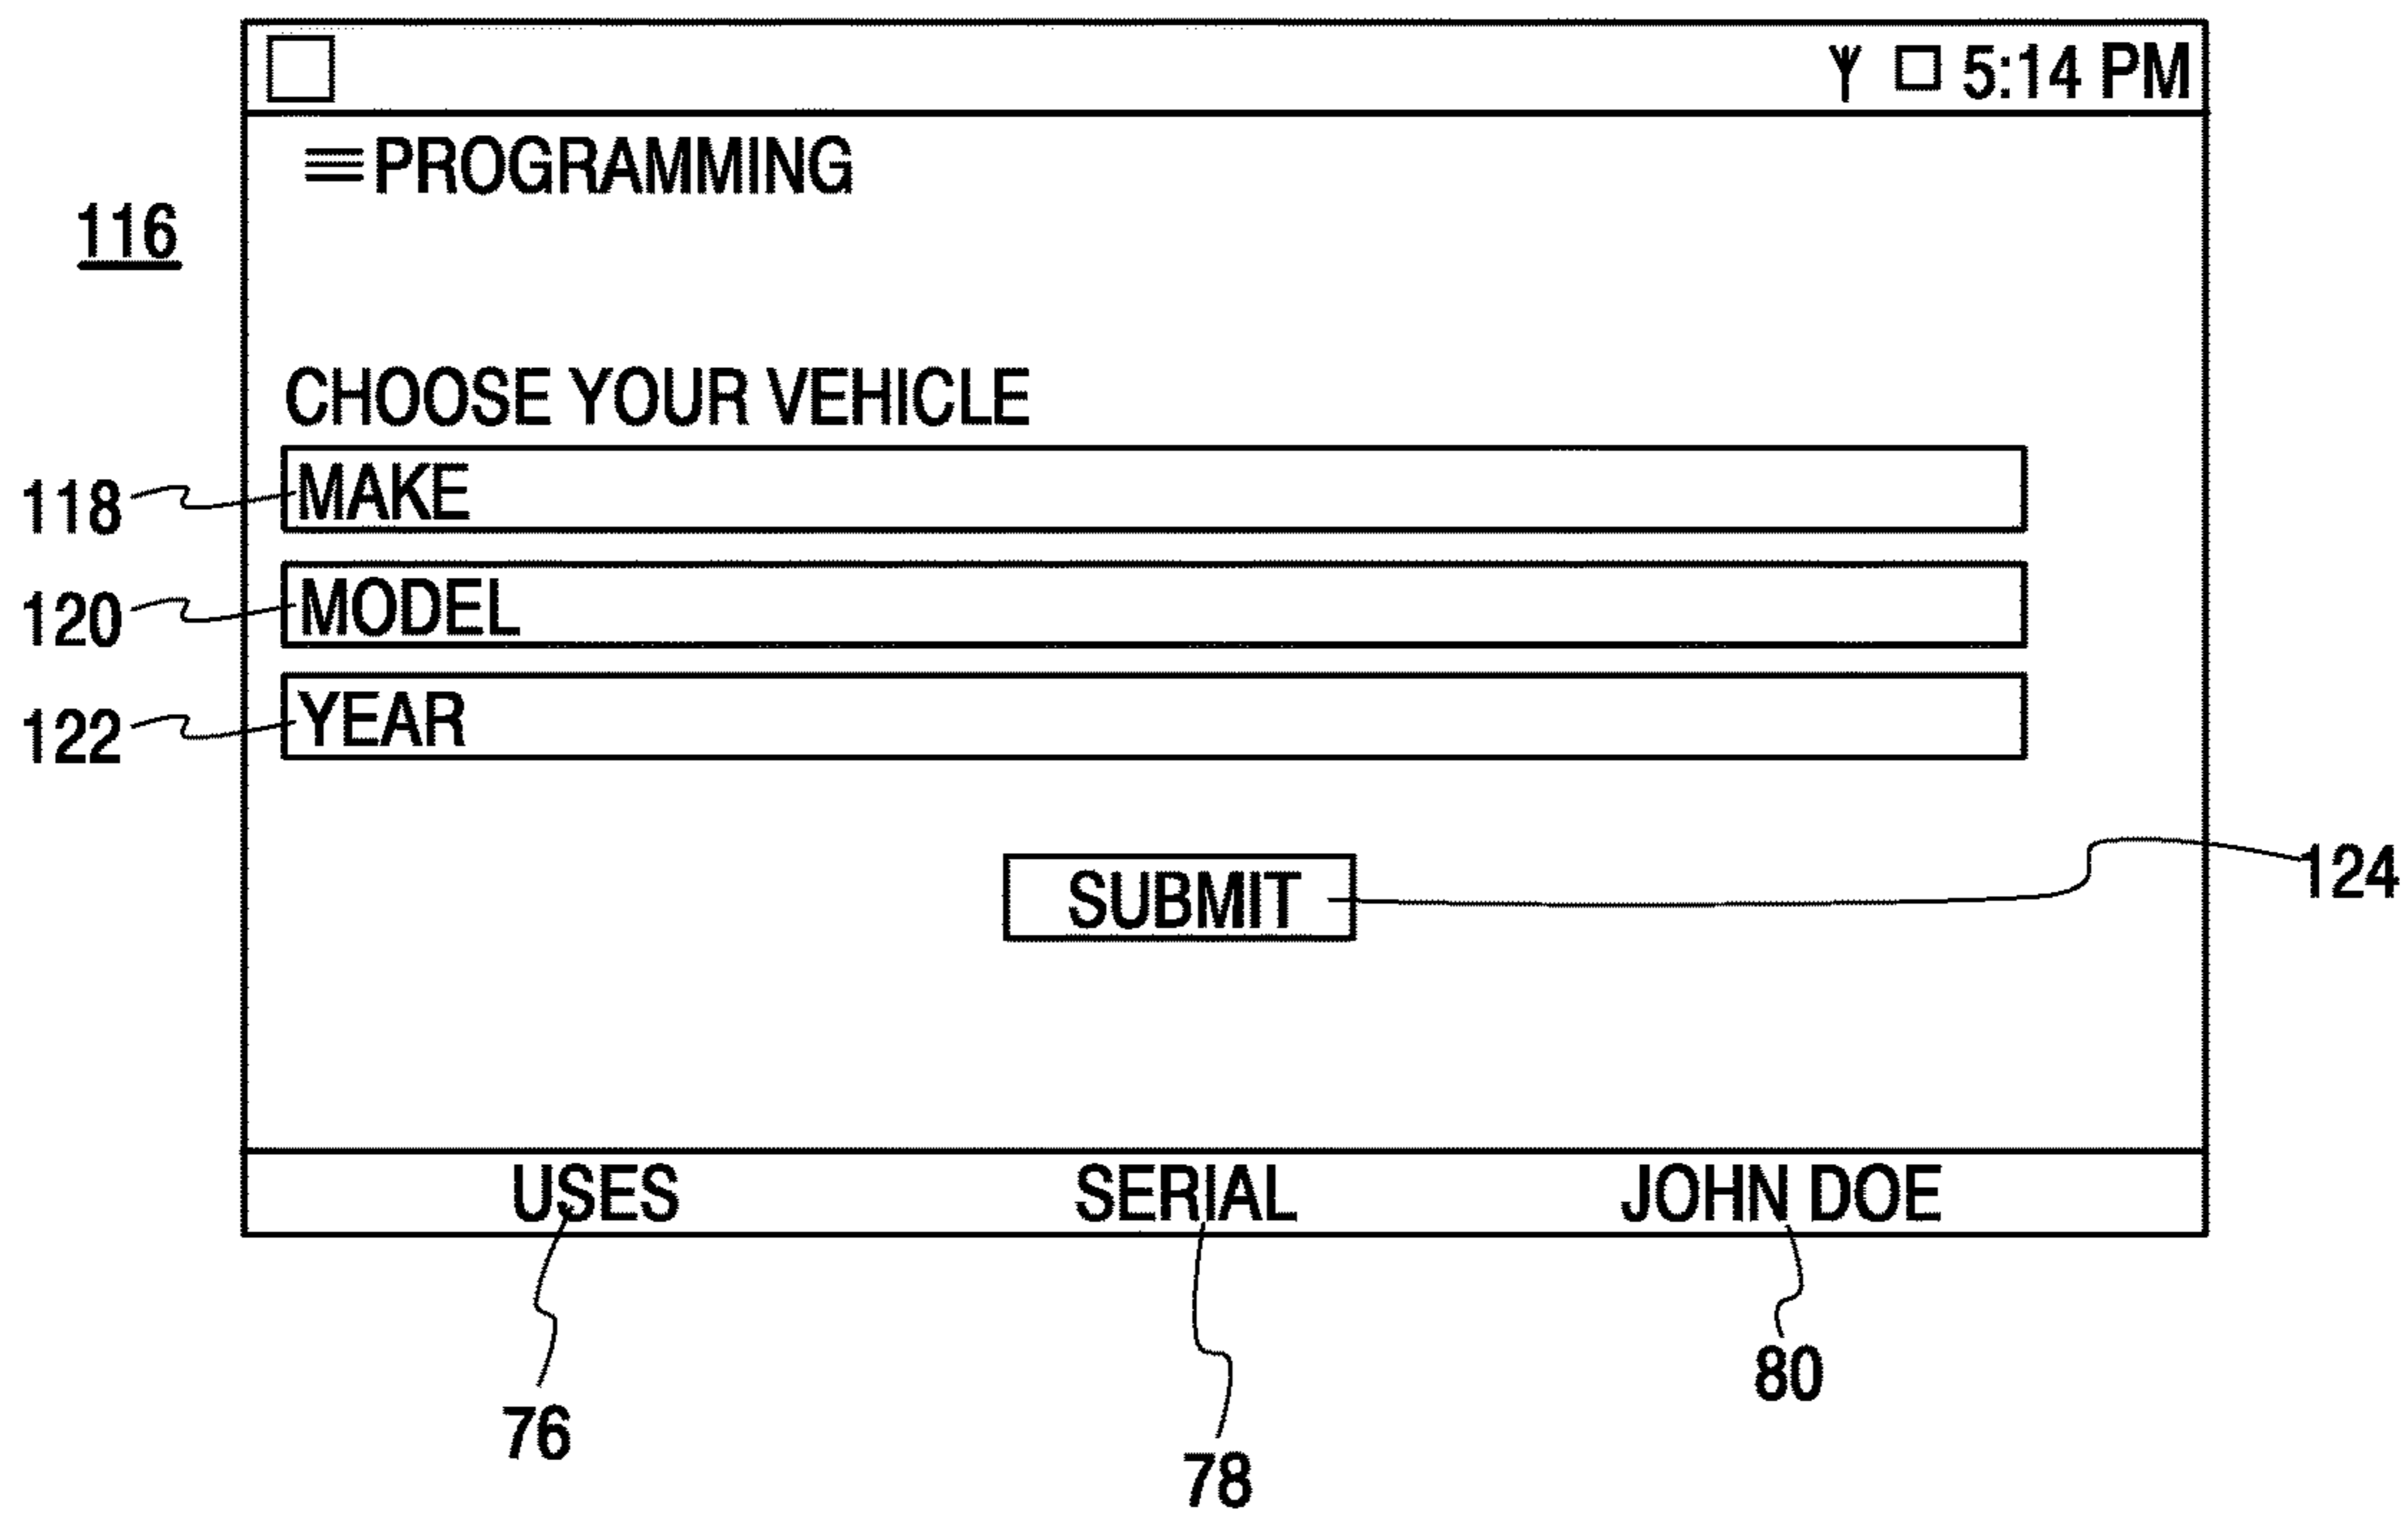 5:14 PM
PROGRAMMING
116
CHOOSE YOUR VEHICLE
118 MAKE
120 MODEL
122 YEAR
SUBMIT 124
USES SERIAL JOHN DOE
76 78 80